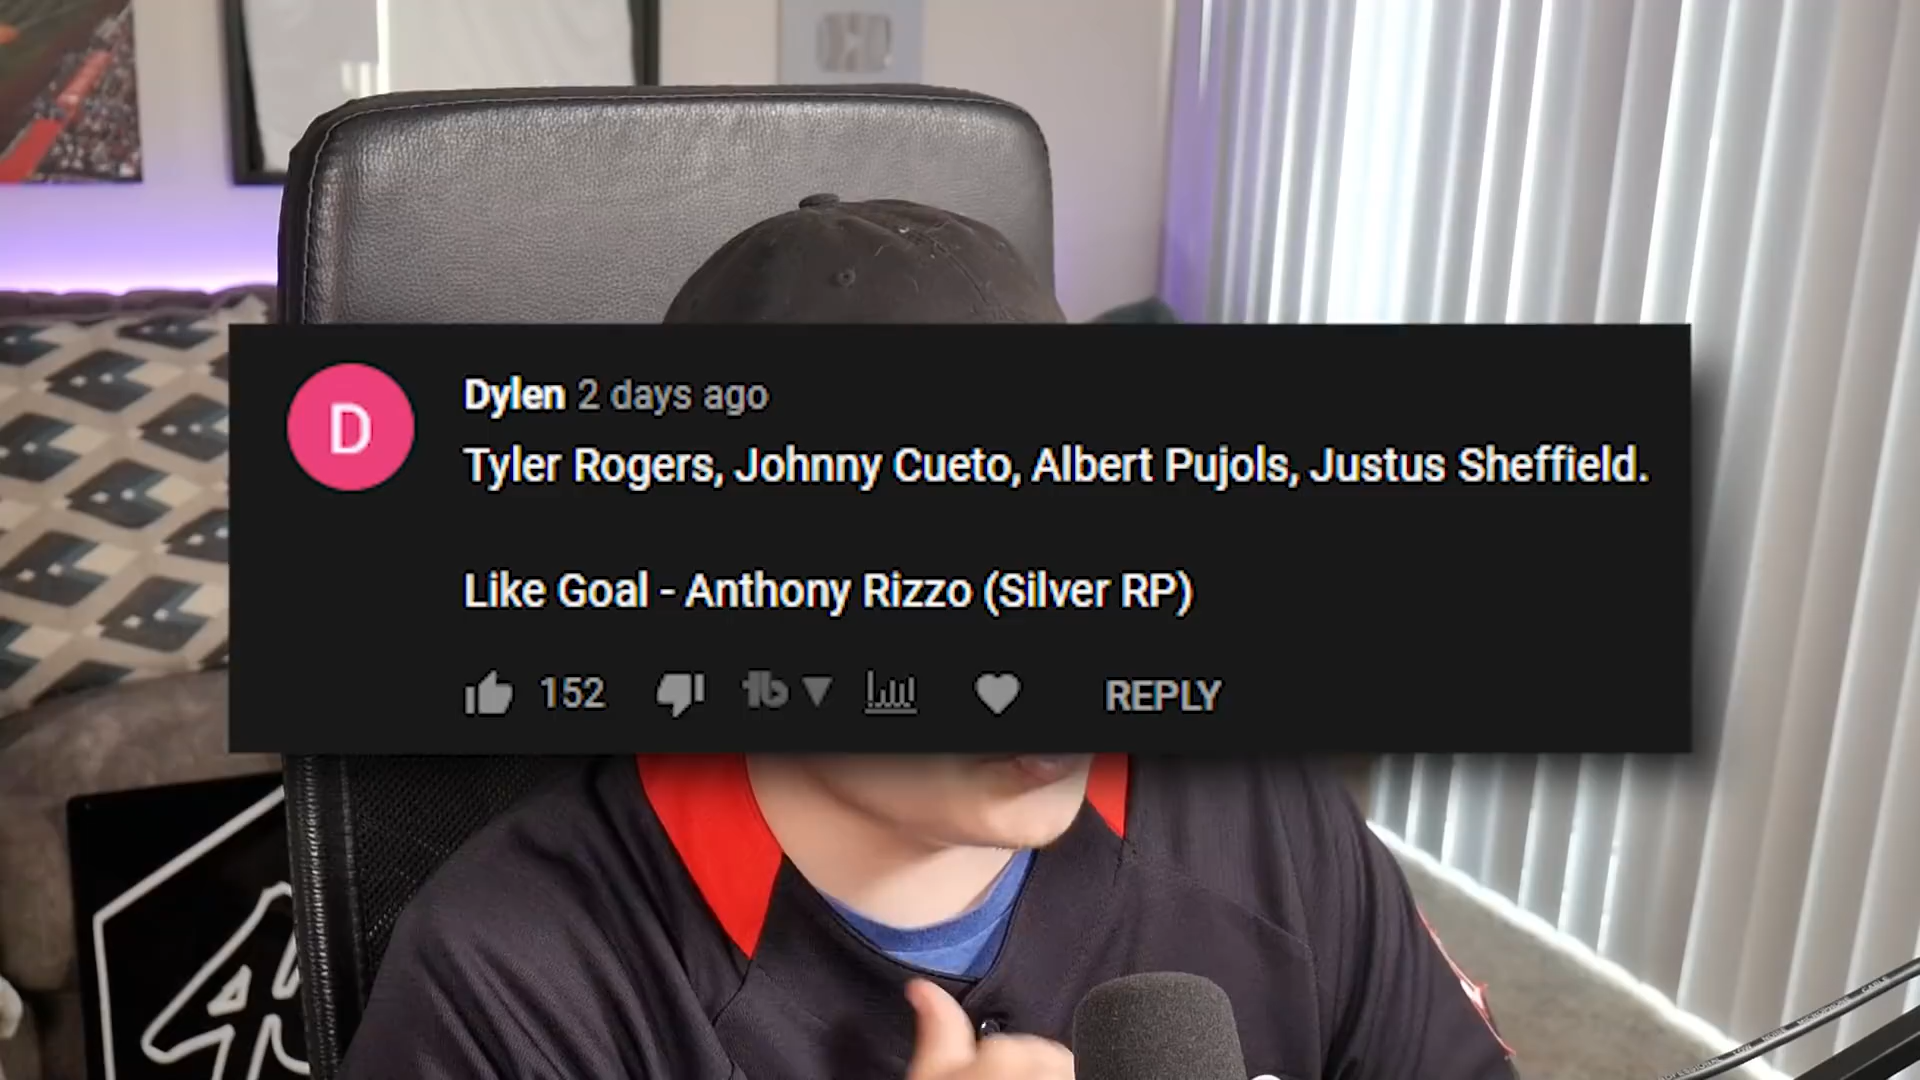 D
Dylen 2 days ago
Tyler Rogers, Johnny Cueto, Albert Pujols, Justus Sheffield.
Like Goal - Anthony Rizzo (Silver RP)
152
REPLY